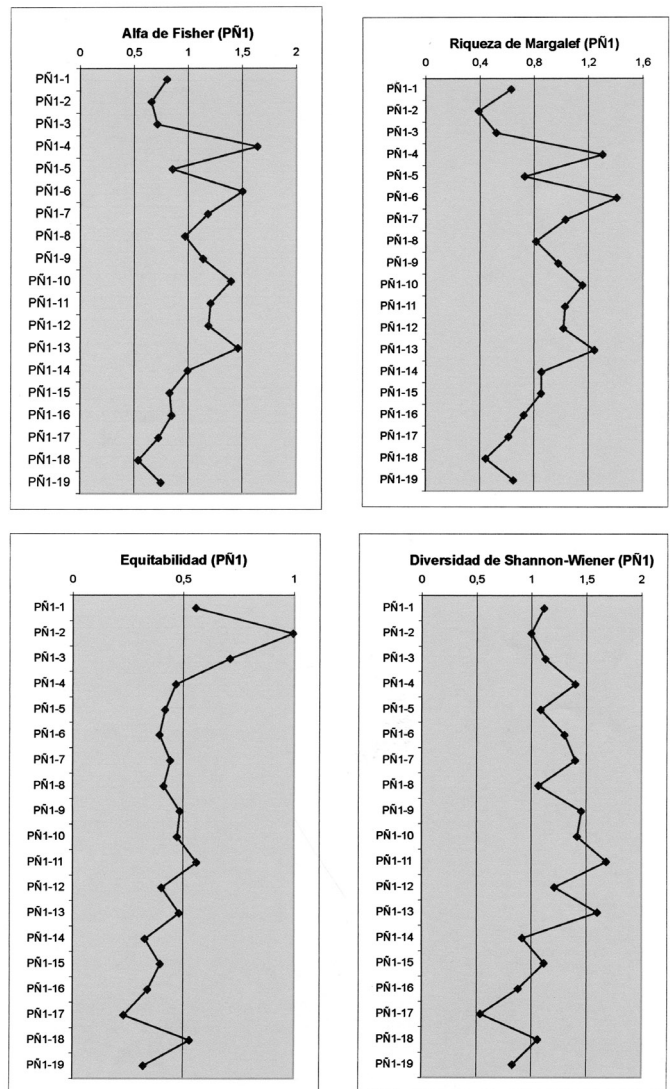 Alfa de Fisher (PÑ1)
0 0,5 1 1,5 2
PÑ1-1
PÑ1-2
PÑ1-3
PÑ1-4
PÑ1-5
PÑ1-6
PÑ1-7
PÑ1-8
PÑ1-9
PÑ1-10
PÑ1-11
PÑ1-12
PÑ1-13
PÑ1-14
PÑ1-15
PÑ1-16
PÑ1-17
PÑ1-18
PÑ1-19
Riqueza de Margalef (PÑ1)
0 0,4 0,8 1,2 1,6
PÑ1-1
PÑ1-2
PÑ1-3
PÑ1-4
PÑ1-5
PÑ1-6
PÑ1-7
PÑ1-8
PÑ1-9
PÑ1-10
PÑ1-11
PÑ1-12
PÑ1-13
PÑ1-14
PÑ1-15
PÑ1-16
PÑ1-17
PÑ1-18
PÑ1-19
Equitabilidad (PÑ1)
0 0,5 1
PÑ1-1
PÑ1-2
PÑ1-3
PÑ1-4
PÑ1-5
PÑ1-6
PÑ1-7
PÑ1-8
PÑ1-9
PÑ1-10
PÑ1-11
PÑ1-12
PÑ1-13
PÑ1-14
PÑ1-15
PÑ1-16
PÑ1-17
PÑ1-18
PÑ1-19
Diversidad de Shannon-Wiener (PÑ1)
0 0,5 1 1,5 2
PÑ1-1
PÑ1-2
PÑ1-3
PÑ1-4
PÑ1-5
PÑ1-6
PÑ1-7
PÑ1-8
PÑ1-9
PÑ1-10
PÑ1-11
PÑ1-12
PÑ1-13
PÑ1-14
PÑ1-15
PÑ1-16
PÑ1-17
PÑ1-18
PÑ1-19